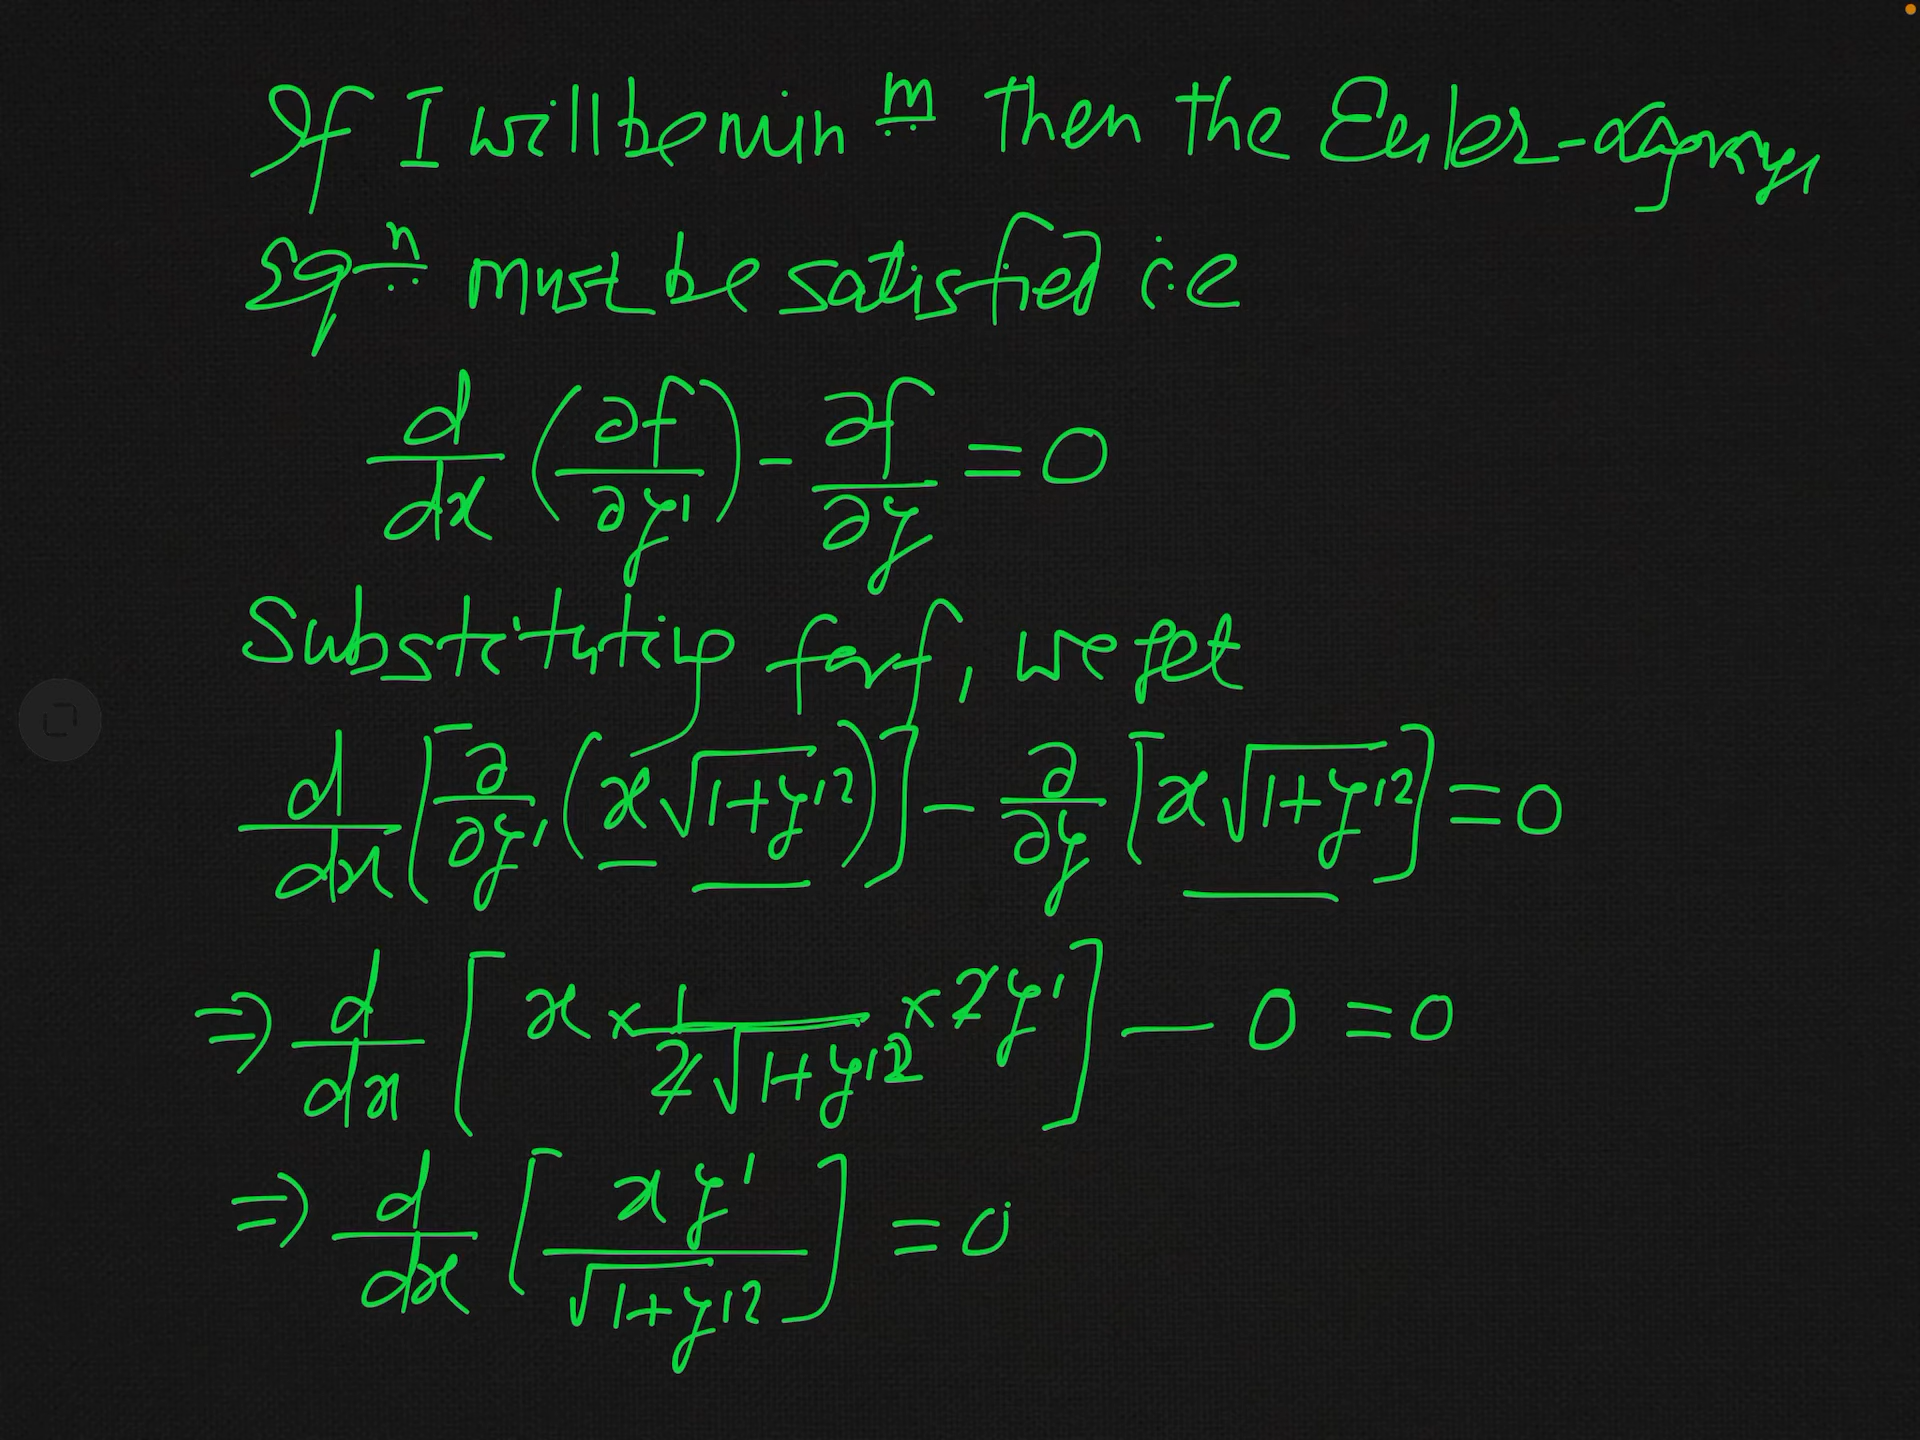 If I will be min m̲ then the Euler-Lagrange
Eqn must be satisfied i.e
d/dx (∂f/∂y') - ∂f/∂y = 0
Substituting for f, we get
d/dx [∂/∂y' (x√(1+y'²))] - ∂/∂y [x√(1+y'²)] = 0
⇒ d/dx [x × 1/(2√(1+y'²)) × 2y'] - 0 = 0
⇒ d/dx [xy'/√(1+y'²)] = 0